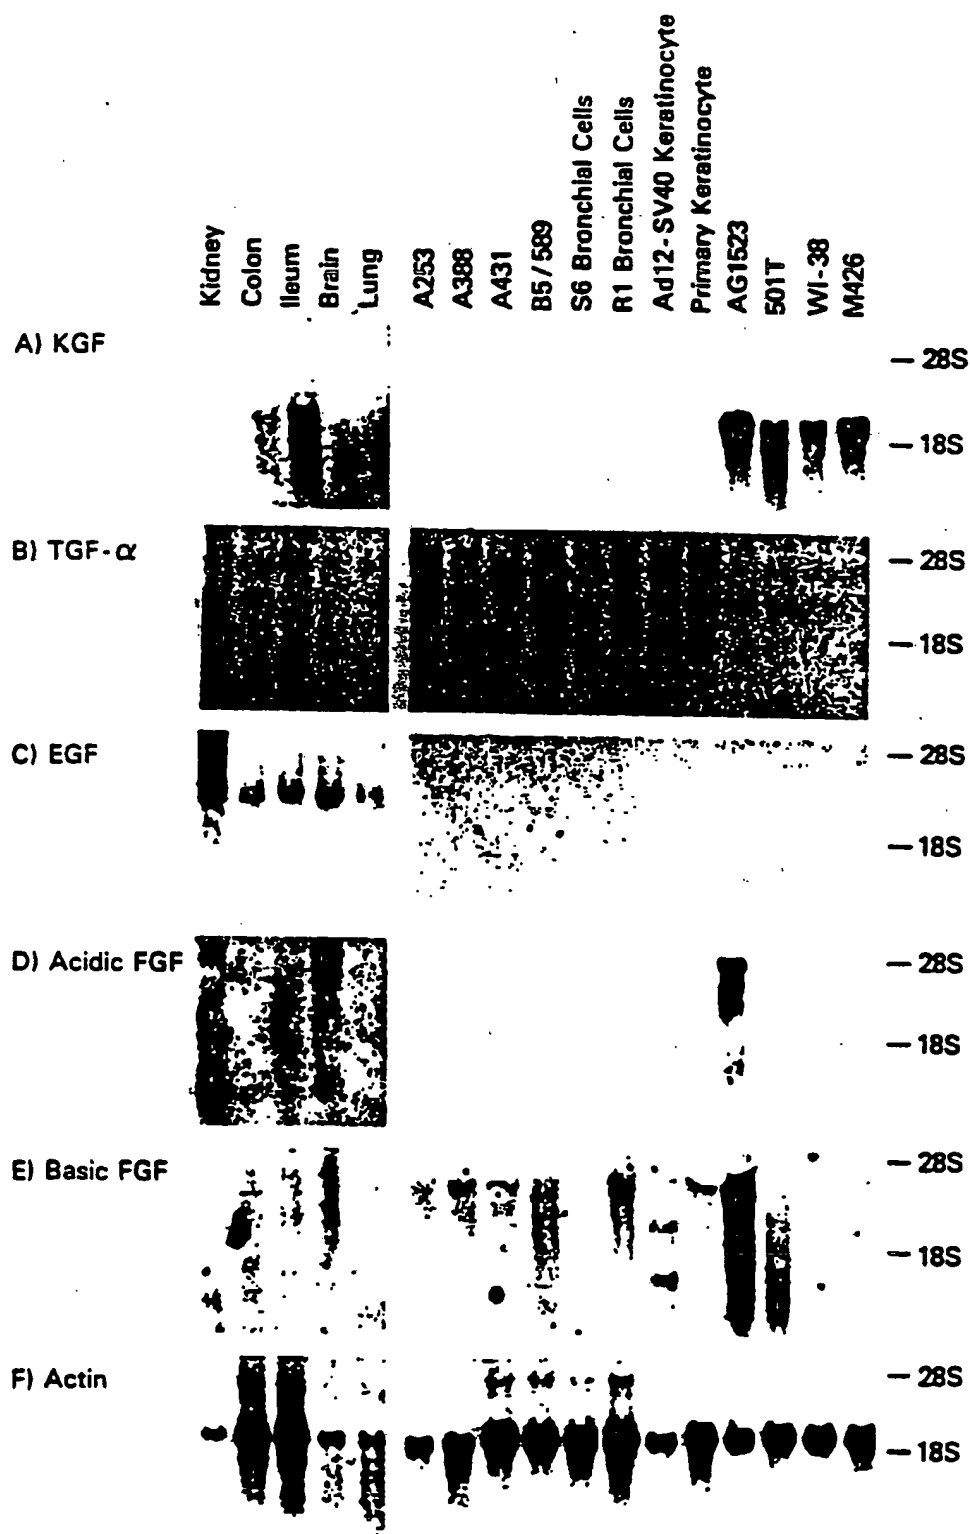 Kidney
Colon
Ileum
Brain
Lung
A253
A388
A431
B5/589
S6 Bronchial Cells
R1 Bronchial Cells
Ad12-SV40 Keratinocyte
Primary Keratinocyte
AG1523
501T
WI-38
M426
A) KGF
— 28S
— 18S
B) TGF-α
— 28S
— 18S
C) EGF
— 28S
— 18S
D) Acidic FGF
— 28S
— 18S
E) Basic FGF
— 28S
— 18S
F) Actin
— 28S
— 18S